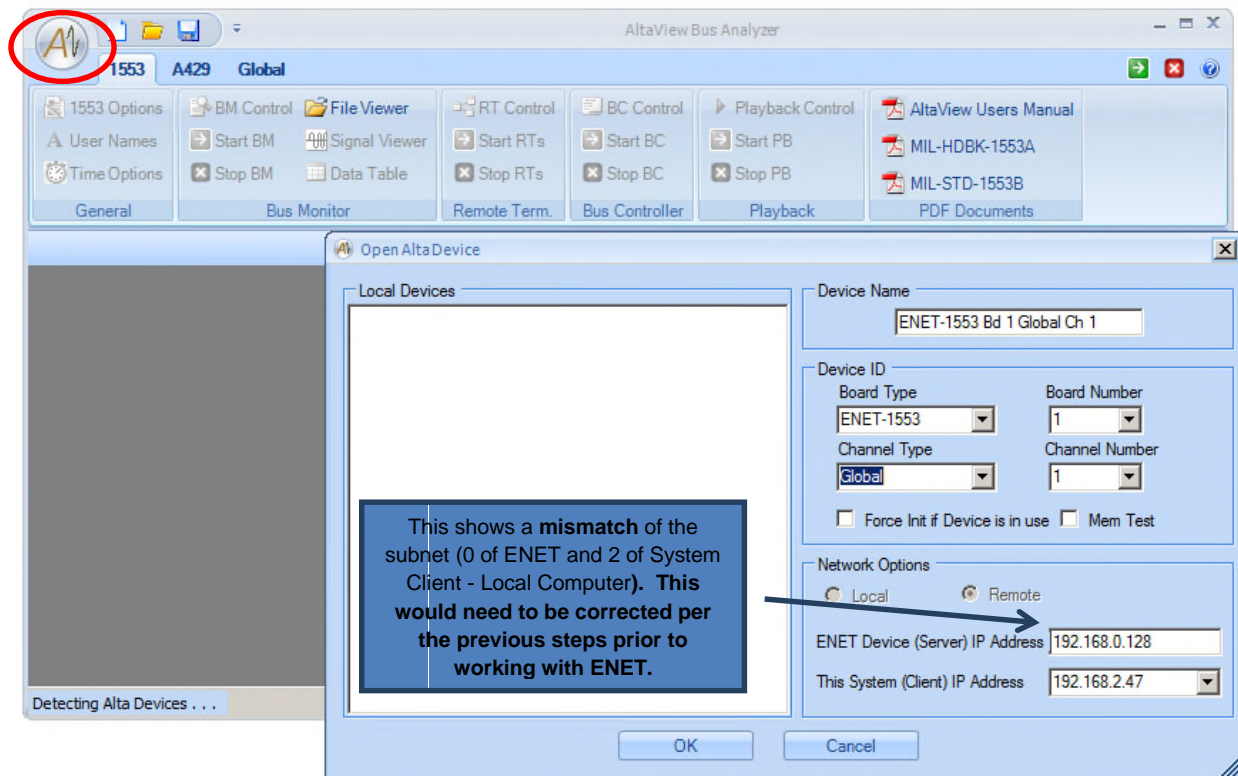 AltaView Bus Analyzer
1553 A429 Global
1553 Options
User Names
Time Options
General
BM Control
Start BM
Stop BM
File Viewer
Signal Viewer
Data Table
Bus Monitor
RT Control
Start RTs
Stop RTs
Remote Term.
BC Control
Start BC
Stop BC
Bus Controller
Playback Control
Start PB
Stop PB
Playback
AltaView Users Manual
MIL-HDBK-1553A
MIL-STD-1553B
PDF Documents
Open Alta Device
Local Devices
This shows a mismatch of the
subnet (0 of ENET and 2 of System
Client - Local Computer). This
would need to be corrected per
the previous steps prior to
working with ENET.
Device Name
ENET-1553 Bd 1 Global Ch 1
Device ID
Board Type Board Number
ENET-1553 1
Channel Type Channel Number
Global 1
Force Init if Device is in use Mem Test
Network Options
Local Remote
ENET Device (Server) IP Address 192.168.0.128
This System (Client) IP Address 192.168.2.47
OK Cancel
Detecting Alta Devices . . .